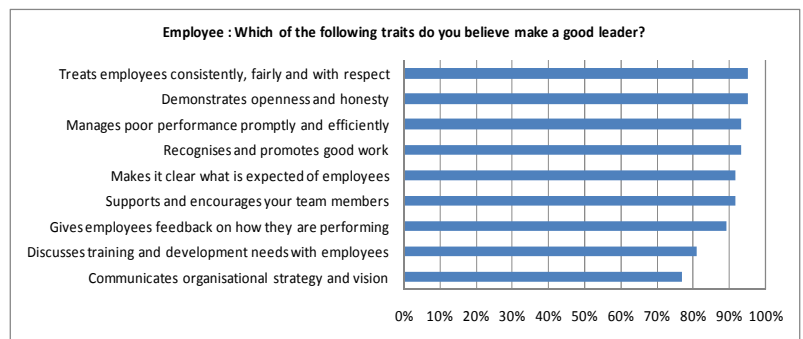 Employee : Which of the following traits do you believe make a good leader?
Treats employees consistently, fairly and with respect
Demonstrates openness and honesty
Manages poor performance promptly and efficiently
Recognises and promotes good work
Makes it clear what is expected of employees
Supports and encourages your team members
Gives employees feedback on how they are performing
Discusses training and development needs with employees
Communicates organisational strategy and vision
0% 10% 20% 30% 40% 50% 60% 70% 80% 90% 100%